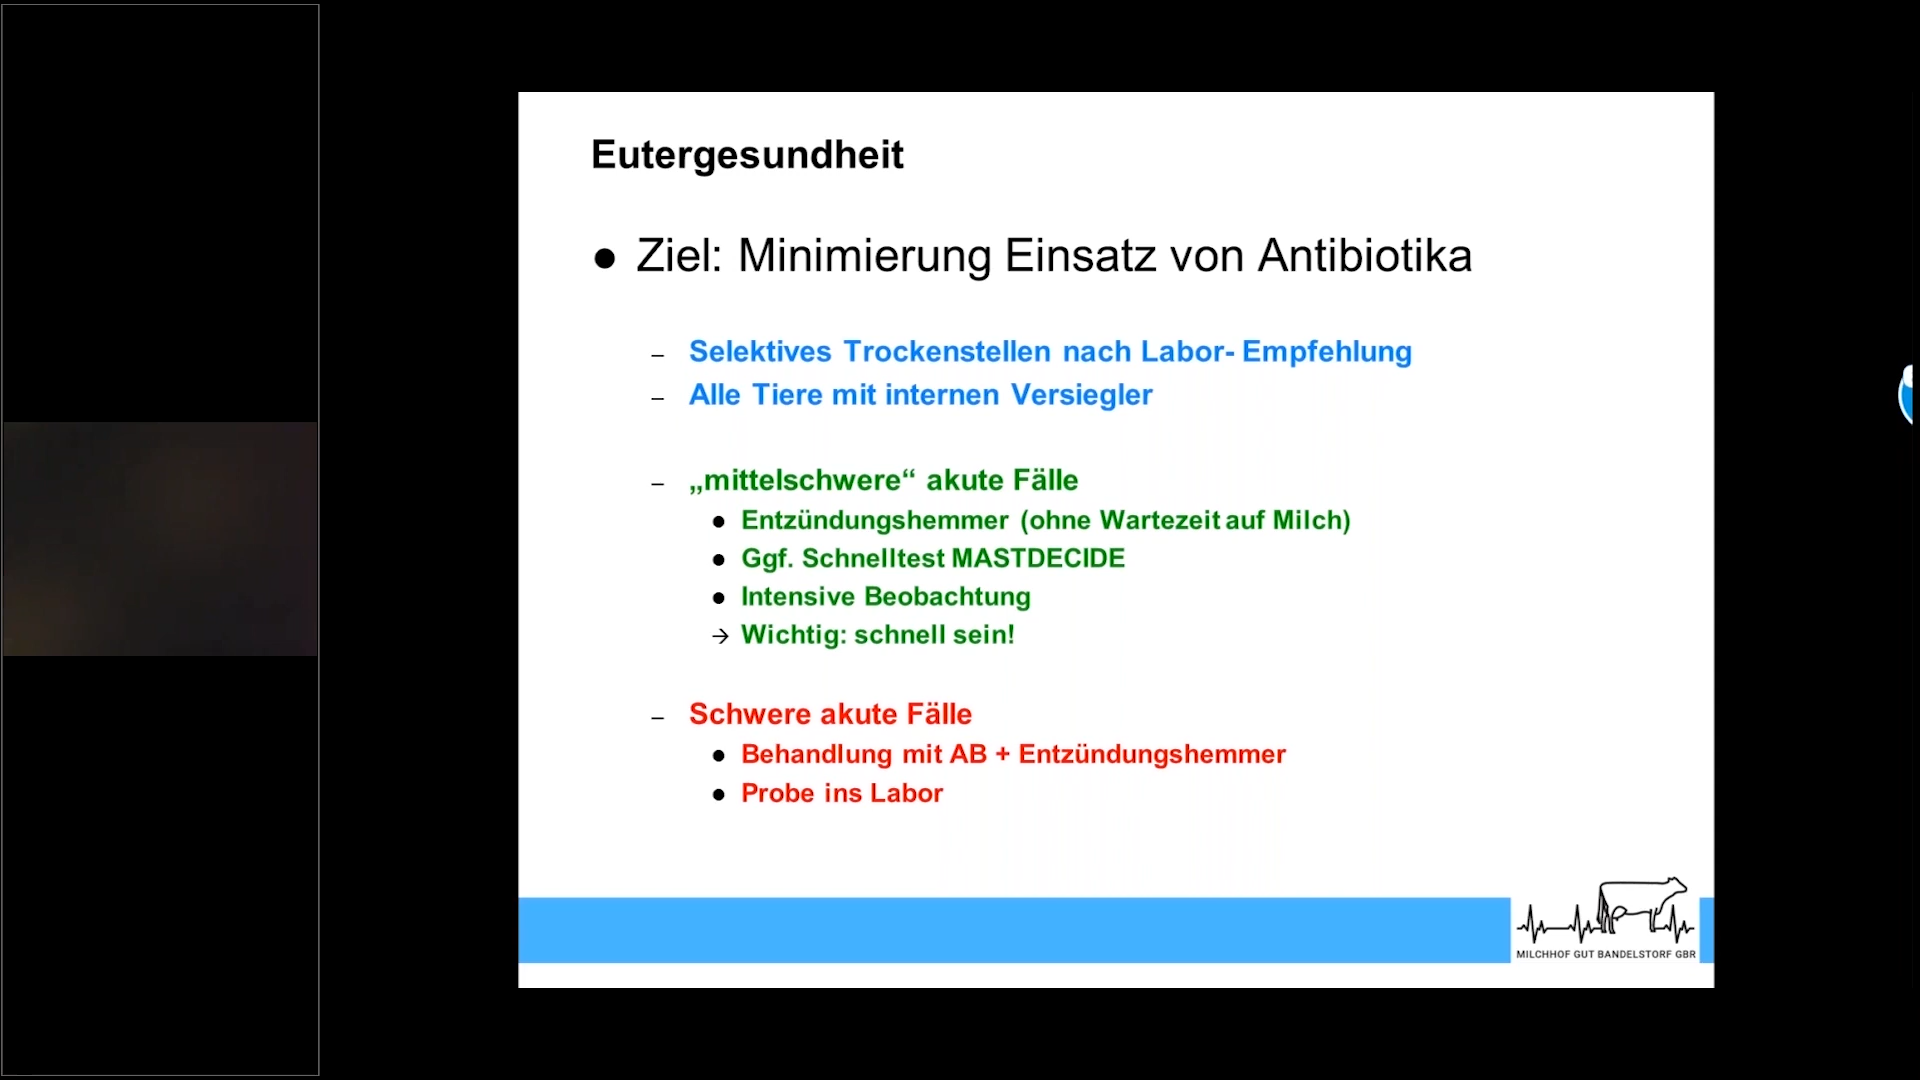 Eutergesundheit
● Ziel: Minimierung Einsatz von Antibiotika
– Selektives Trockenstellen nach Labor- Empfehlung
– Alle Tiere mit internen Versiegler
– „mittelschwere“ akute Fälle
● Entzündungshemmer (ohne Wartezeit auf Milch)
● Ggf. Schnelltest MASTDECIDE
● Intensive Beobachtung
→ Wichtig: schnell sein!
– Schwere akute Fälle
● Behandlung mit AB + Entzündungshemmer
● Probe ins Labor
MILCHHOF GUT BANDELSTORF GBR